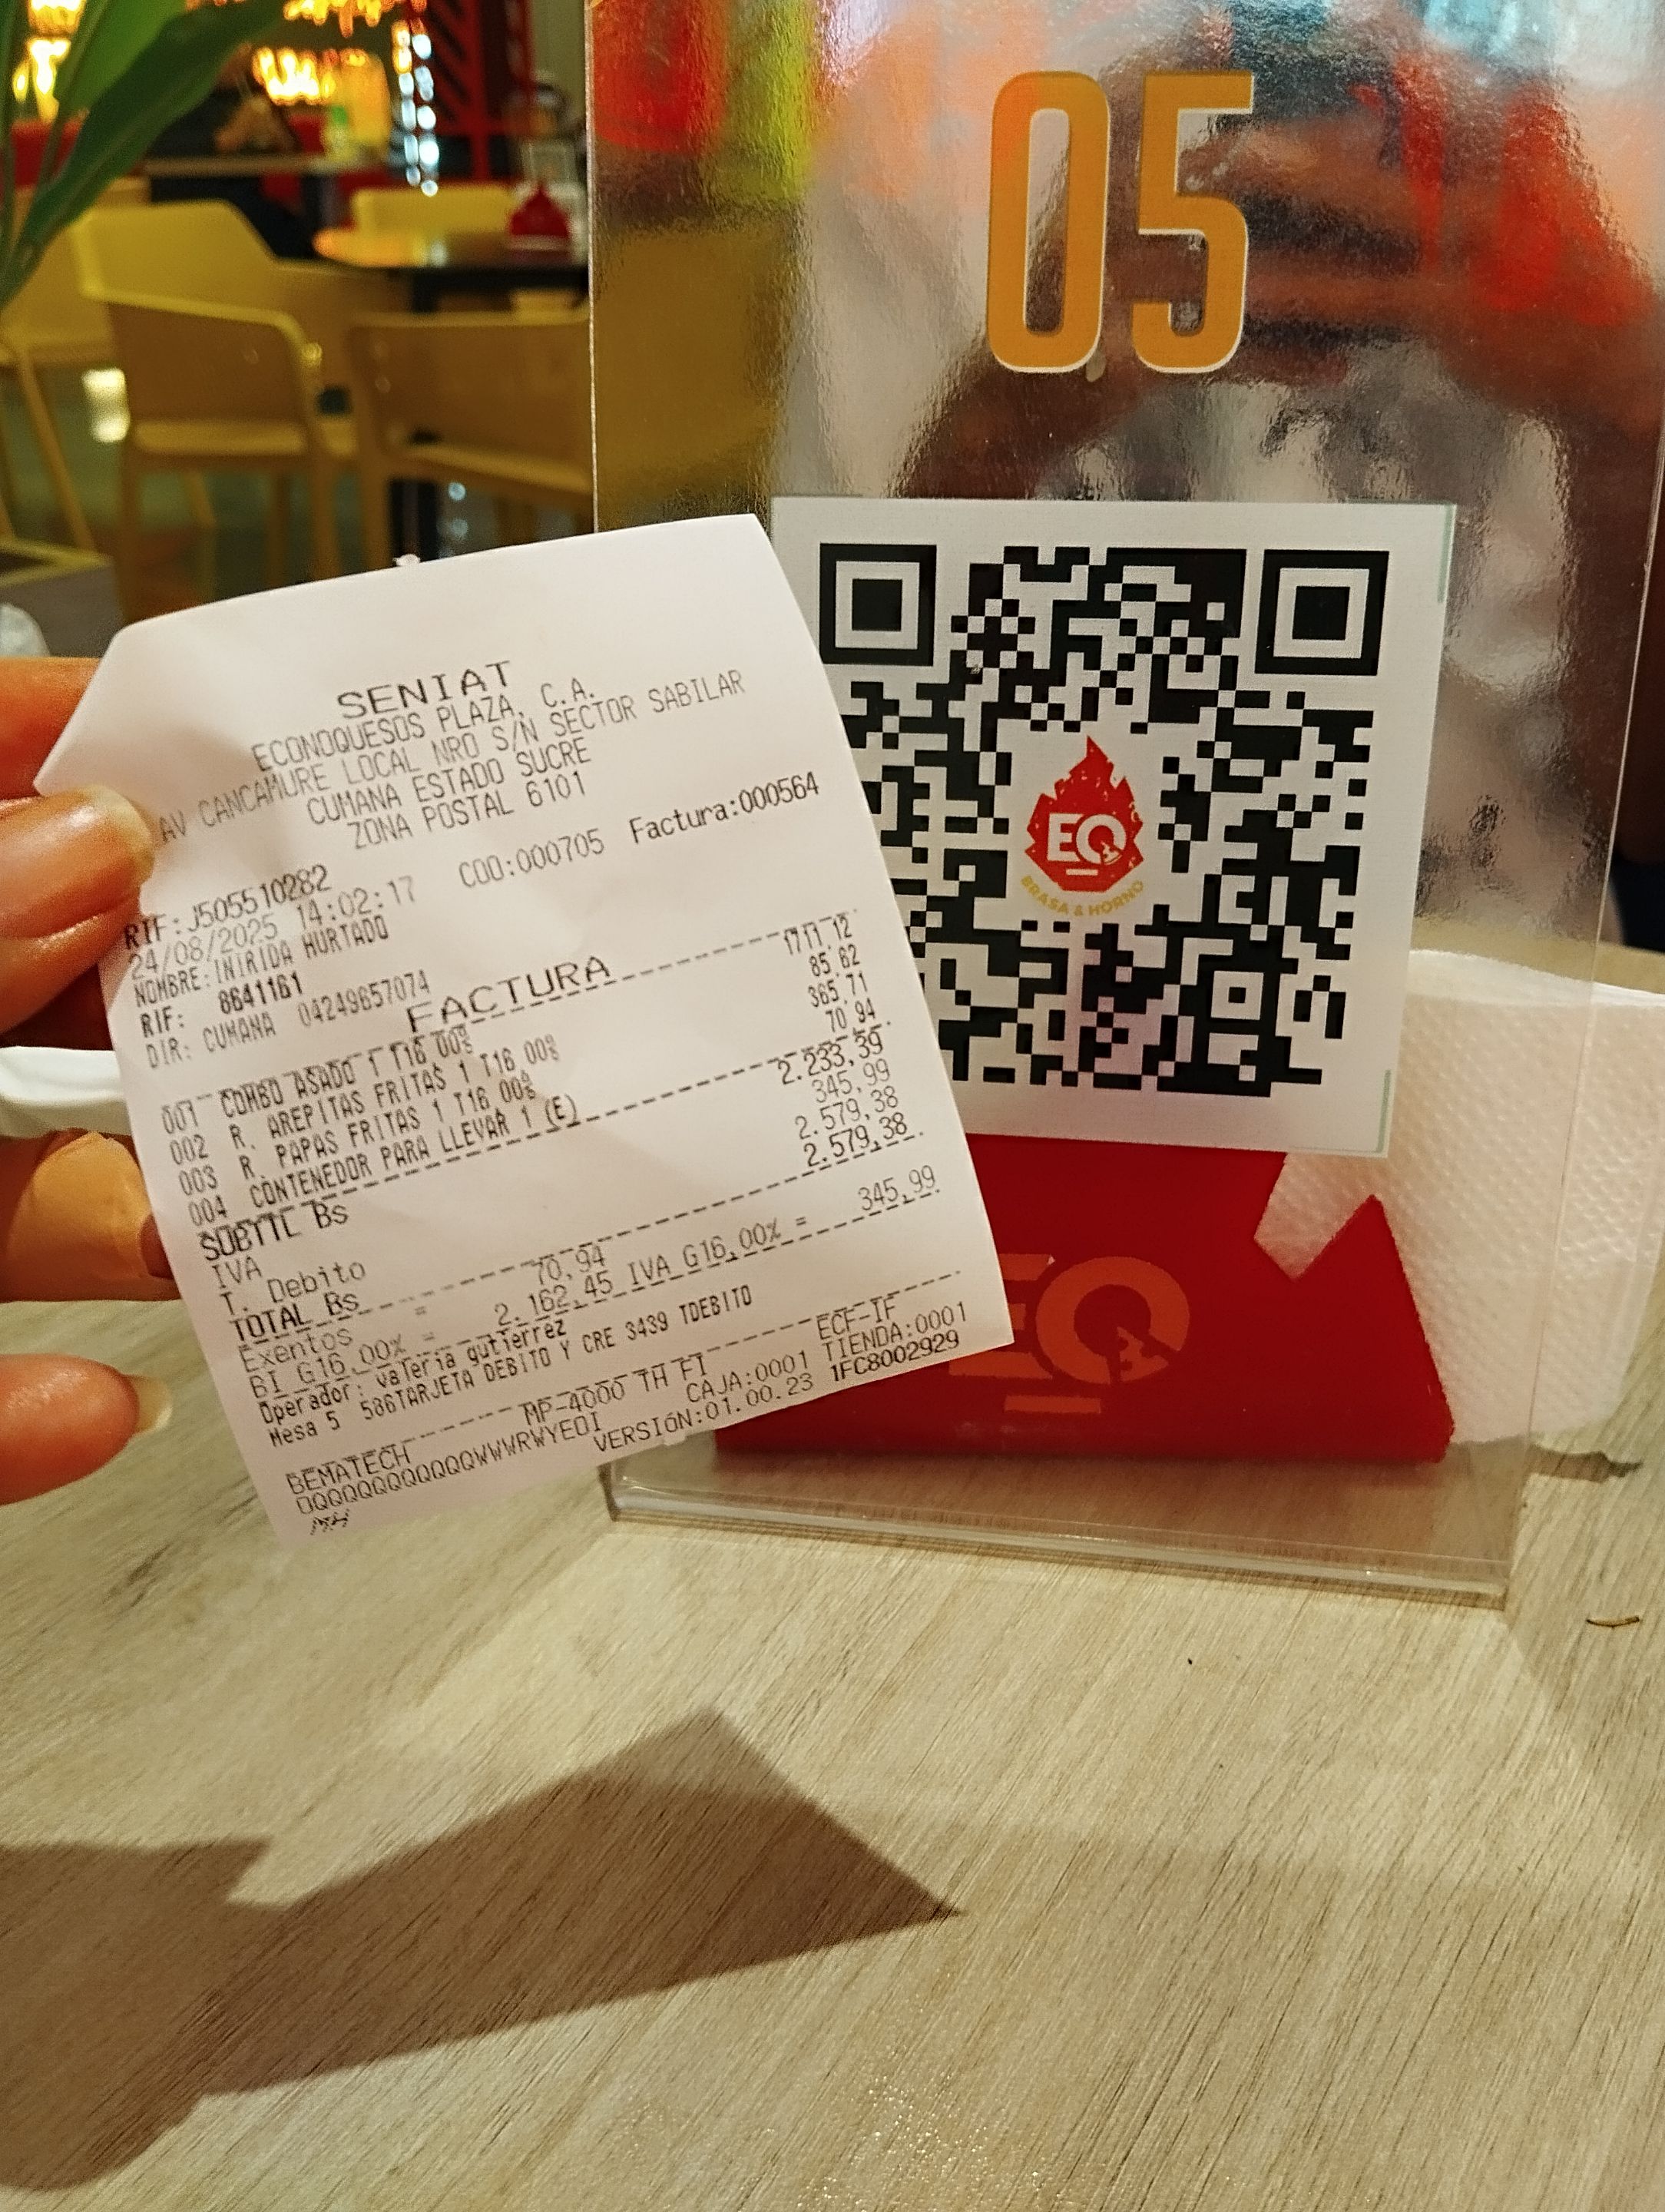 05
SENIAT
ECONOQUESOS PLAZA, C.A.
AV CANCAMURE LOCAL NRO S/N SECTOR SABILAR
CUMANA ESTADO SUCRE
ZONA POSTAL 6101
RIF:J505510282
24/08/2025 14:02:17 COO:000705 Factura:000564
NOMBRE:INIRIDA HURTADO
RIF: 8641161
DIR: CUMANA 04249657074
FACTURA
001 COMBO ASADO 1 T16,00% 1711,12
002 R. AREPITAS FRITAS 1 T16,00% 85,62
003 R. PAPAS FRITAS 1 T16,00% 365,71
004 CONTENEDOR PARA LLEVAR 1 (E) 70,94
SUBTTL Bs 2.233,39
IVA 345,99
T. Debito 2.579,38
TOTAL Bs 2.579,38
Exentos = 70,94
BI G16,00% = 2.162,45 IVA G16,00% = 345,99
Operador: valeria gutierrez
Mesa 5 586TARJETA DEBITO Y CRE 3439 TDEBITO
BEMATECH MP-4000 TH FI ECF-IF
CAJA:0001 TIENDA:0001
VERSIÓN:01.00.23 1FC8002929
EQ
BRASA & HORNO
EQ